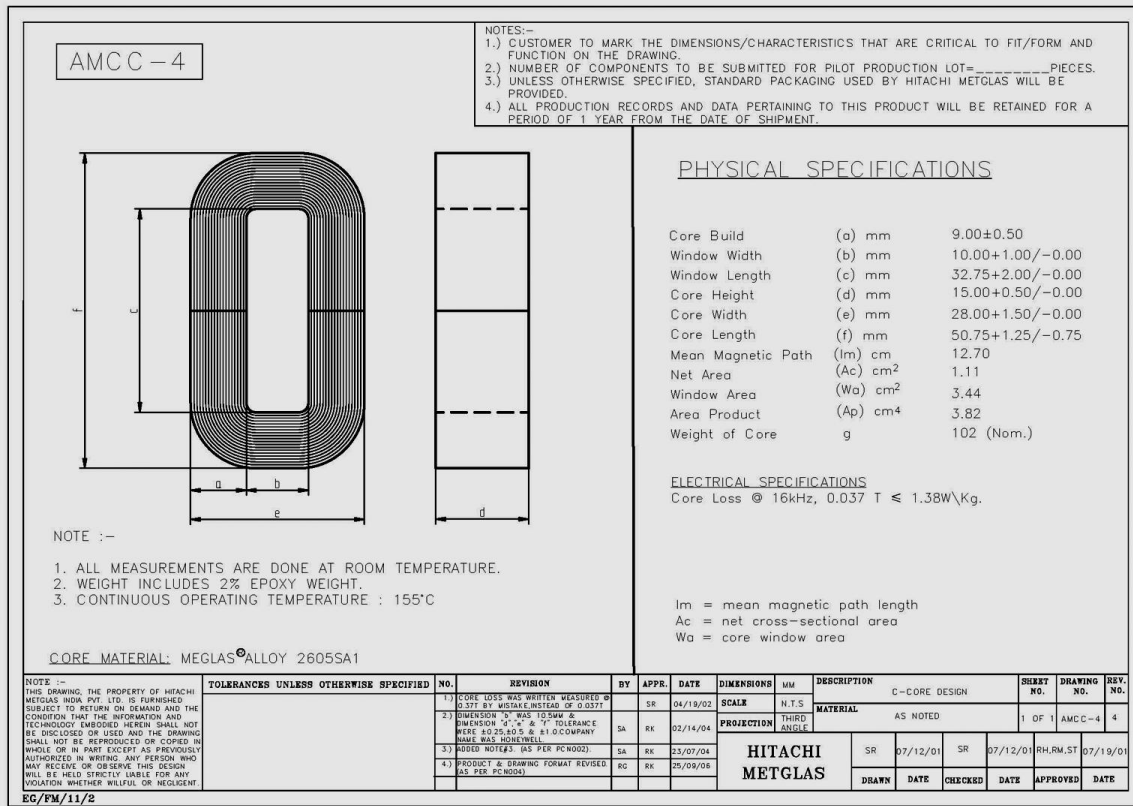 AMCC-4
NOTES:-
1.) CUSTOMER TO MARK THE DIMENSIONS/CHARACTERISTICS THAT ARE CRITICAL TO FIT/FORM AND
FUNCTION ON THE DRAWING.
2.) NUMBER OF COMPONENTS TO BE SUBMITTED FOR PILOT PRODUCTION LOT=________PIECES.
3.) UNLESS OTHERWISE SPECIFIED, STANDARD PACKAGING USED BY HITACHI METGLAS WILL BE
PROVIDED.
4.) ALL PRODUCTION RECORDS AND DATA PERTAINING TO THIS PRODUCT WILL BE RETAINED FOR A
PERIOD OF 1 YEAR FROM THE DATE OF SHIPMENT.
f
c
a
b
e
d
PHYSICAL SPECIFICATIONS
Core Build (a) mm 9.00±0.50
Window Width (b) mm 10.00+1.00/-0.00
Window Length (c) mm 32.75+2.00/-0.00
Core Height (d) mm 15.00+0.50/-0.00
Core Width (e) mm 28.00+1.50/-0.00
Core Length (f) mm 50.75+1.25/-0.75
Mean Magnetic Path (lm) cm 12.70
Net Area (Ac) cm² 1.11
Window Area (Wa) cm² 3.44
Area Product (Ap) cm⁴ 3.82
Weight of Core g 102 (Nom.)
ELECTRICAL SPECIFICATIONS
Core Loss @ 16kHz, 0.037 T ≤ 1.38W\Kg.
NOTE :-
1. ALL MEASUREMENTS ARE DONE AT ROOM TEMPERATURE.
2. WEIGHT INCLUDES 2% EPOXY WEIGHT.
3. CONTINUOUS OPERATING TEMPERATURE : 155°C
lm = mean magnetic path length
Ac = net cross-sectional area
Wa = core window area
CORE MATERIAL: MEGLAS® ALLOY 2605SA1
NOTE :-
THIS DRAWING, THE PROPERTY OF HITACHI
METGLAS INDIA PVT. LTD. IS FURNISHED
SUBJECT TO RETURN ON DEMAND AND THE
CONDITION THAT THE INFORMATION AND
TECHNOLOGY EMBODIED HEREIN SHALL NOT
BE DISCLOSED OR USED AND THE DRAWING
SHALL NOT BE REPRODUCED OR COPIED IN
WHOLE OR IN PART EXCEPT AS PREVIOUSLY
AUTHORIZED IN WRITING. ANY PERSON WHO
MAY RECEIVE OR OBSERVE THIS DESIGN
WILL BE HELD STRICTLY LIABLE FOR ANY
VIOLATION WHETHER WILLFUL OR NEGLIGENT.
TOLERANCES UNLESS OTHERWISE SPECIFIED
NO. REVISION BY APPR. DATE
1.) CORE LOSS WAS WRITTEN MEASURED @
0.37T BY MISTAKE,INSTEAD OF 0.037T SR 04/19/02
2.) DIMENSION "b" WAS 10.5MM &
DIMENSION "d","e" & "f" TOLERANCE
WERE ±0.25,±0.5 & ±1.0.COMPANY
NAME WAS HONEYWELL. SA RK 02/14/04
3.) ADDED NOTE#3. (AS PER PCN002). SA RK 23/07/04
4.) PRODUCT & DRAWING FORMAT REVISED.
(AS PER PCN004) RG RK 25/09/06
DIMENSIONS MM
SCALE N.T.S
PROJECTION THIRD
ANGLE
DESCRIPTION
C-CORE DESIGN
MATERIAL
AS NOTED
SHEET
NO.
DRAWING
NO.
REV.
NO.
1 OF 1 AMCC-4 4
HITACHI
METGLAS
SR 07/12/01 SR 07/12/01 RH,RM,ST 07/19/01
DRAWN DATE CHECKED DATE APPROVED DATE
EG/FM/11/2